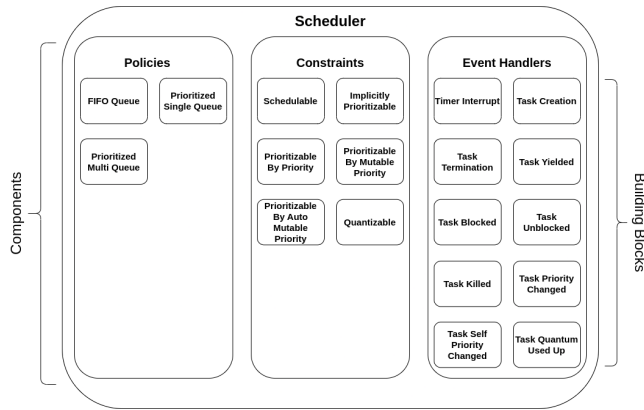 Scheduler
Components
Policies
FIFO Queue
Prioritized
Single Queue
Prioritized
Multi Queue
Constraints
Schedulable
Implicitly
Prioritizable
Prioritizable
By Priority
Prioritizable
By Mutable
Priority
Prioritizable
By Auto
Mutable
Priority
Quantizable
Event Handlers
Timer Interrupt
Task Creation
Task
Termination
Task Yielded
Task Blocked
Task
Unblocked
Task Killed
Task Priority
Changed
Task Self
Priority
Changed
Task Quantum
Used Up
Building Blocks